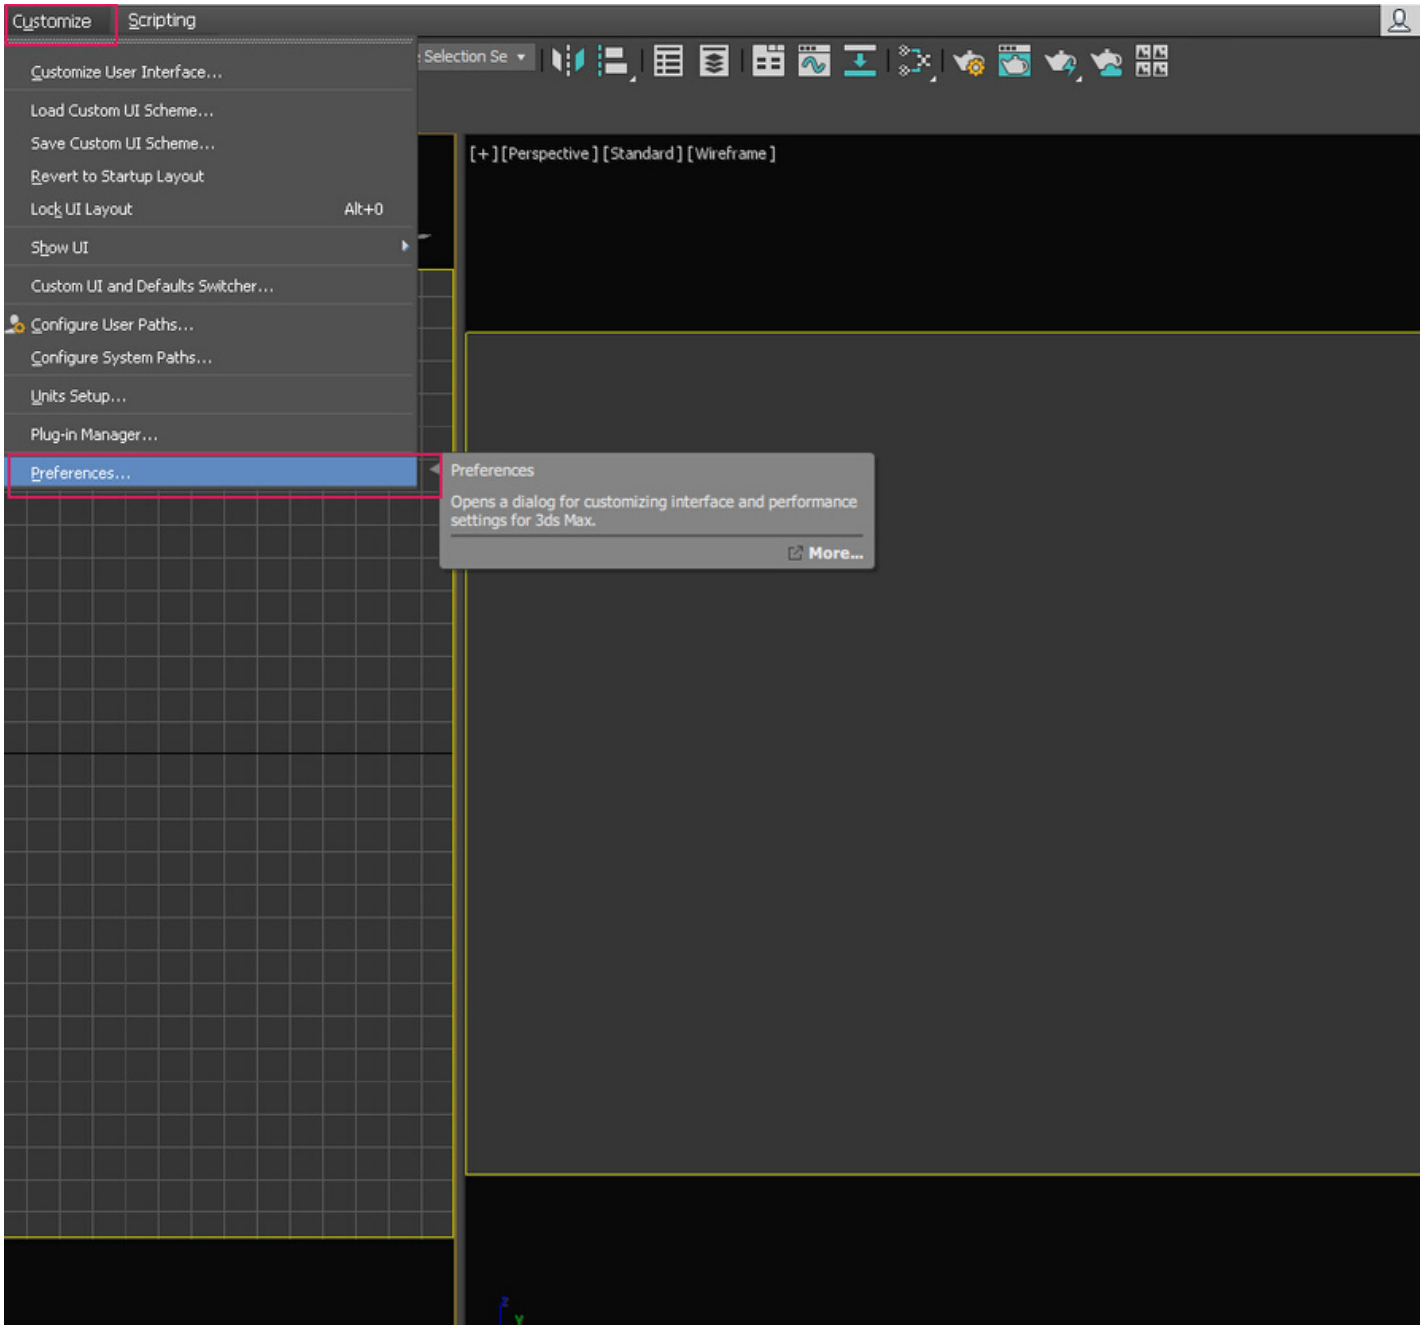 Customize Scripting
Selection Se
Customize User Interface...
Load Custom UI Scheme...
Save Custom UI Scheme...
Revert to Startup Layout
Lock UI Layout Alt+0
Show UI
Custom UI and Defaults Switcher...
Configure User Paths...
Configure System Paths...
Units Setup...
Plug-in Manager...
Preferences...
[+][Perspective][Standard][Wireframe]
Preferences
Opens a dialog for customizing interface and performance
settings for 3ds Max.
More...
z
Y